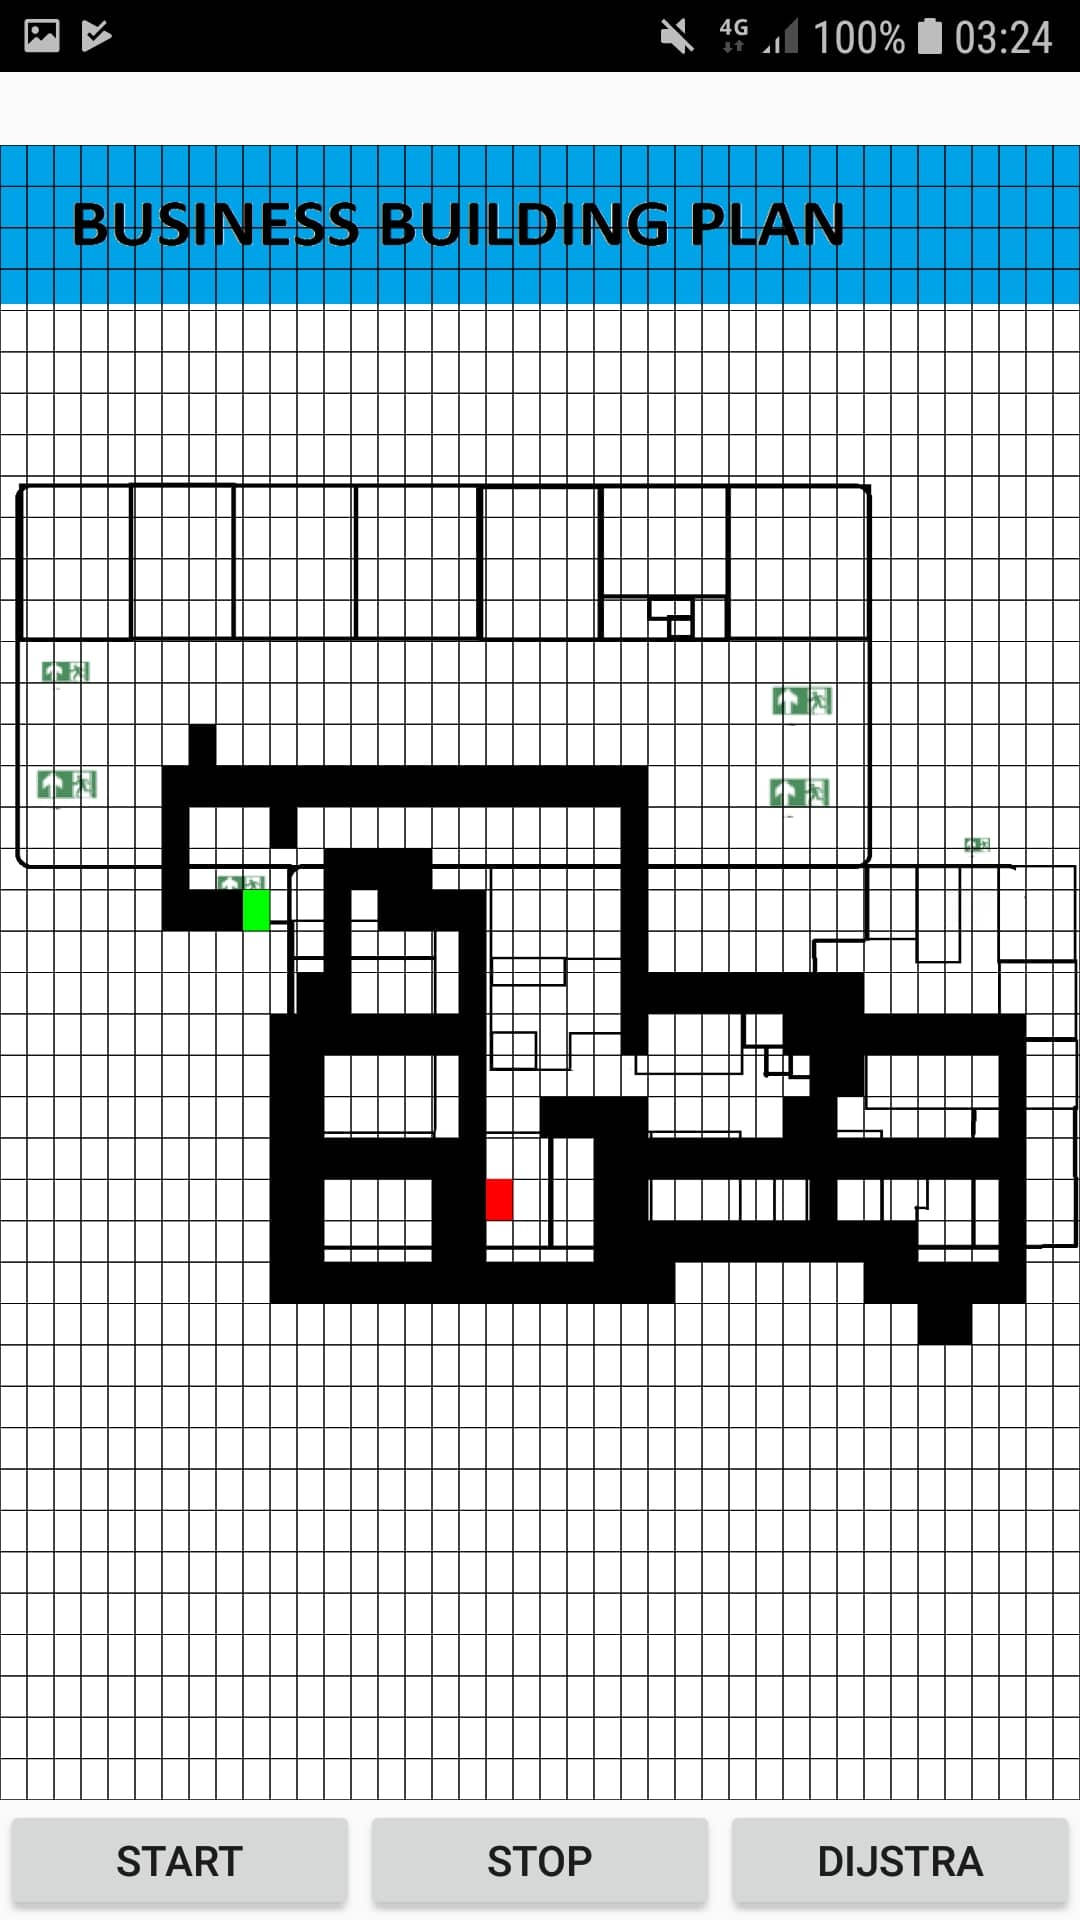 4G 100% 03:24
BUSINESS BUILDING PLAN
START STOP DIJSTRA